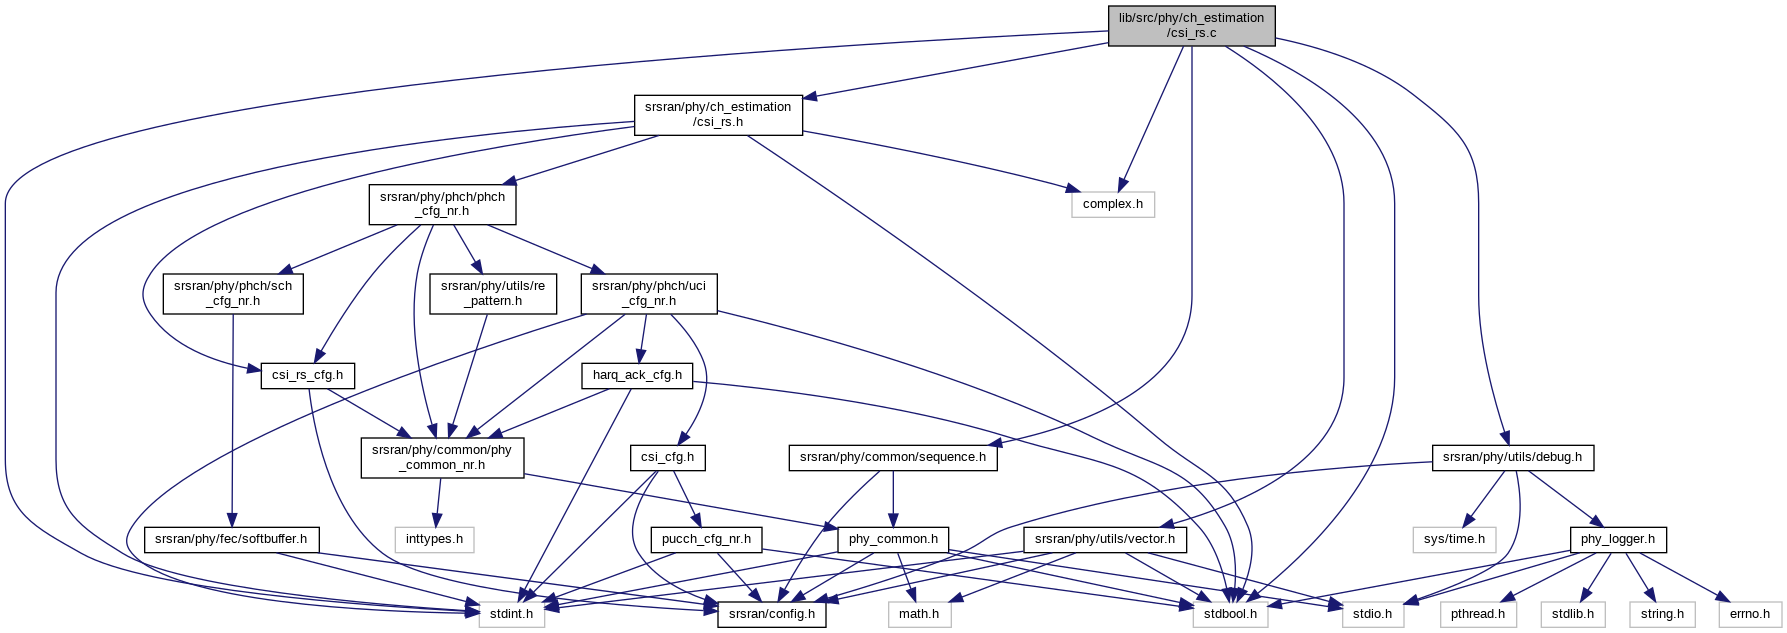 lib/src/phy/ch_estimation
/csi_rs.c
srsran/phy/ch_estimation
/csi_rs.h
srsran/phy/phch/phch
_cfg_nr.h
complex.h
srsran/phy/phch/sch
_cfg_nr.h
srsran/phy/utils/re
_pattern.h
srsran/phy/phch/uci
_cfg_nr.h
csi_rs_cfg.h
harq_ack_cfg.h
srsran/phy/common/phy
_common_nr.h
csi_cfg.h
srsran/phy/common/sequence.h
srsran/phy/utils/debug.h
srsran/phy/fec/softbuffer.h
inttypes.h
pucch_cfg_nr.h
phy_common.h
srsran/phy/utils/vector.h
sys/time.h
phy_logger.h
stdint.h
srsran/config.h
math.h
stdbool.h
stdio.h
pthread.h
stdlib.h
string.h
errno.h